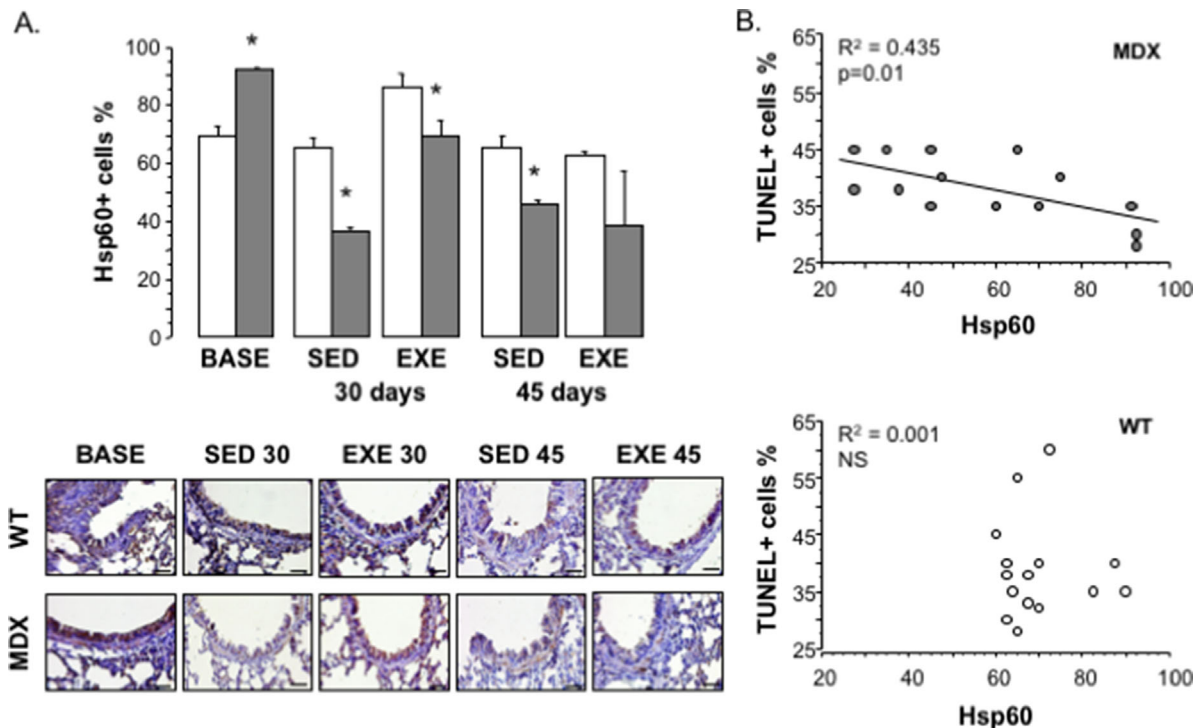 A.
Hsp60+ cells %
100
80
60
40
20
0
*
*
*
*
BASE SED EXE SED EXE
30 days 45 days
BASE SED 30 EXE 30 SED 45 EXE 45
WT
MDX
B.
TUNEL+ cells %
65
55
45
35
25
R² = 0.435
p=0.01
MDX
20 40 60 80 100
Hsp60
TUNEL+ cells %
65
55
45
35
25
R² = 0.001
NS
WT
20 40 60 80 100
Hsp60